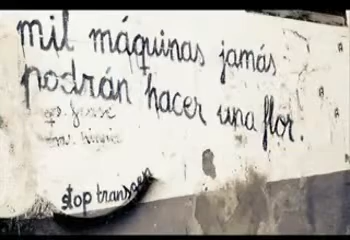 mil máquinas jamás
podrán hacer una flor.
stop transgen